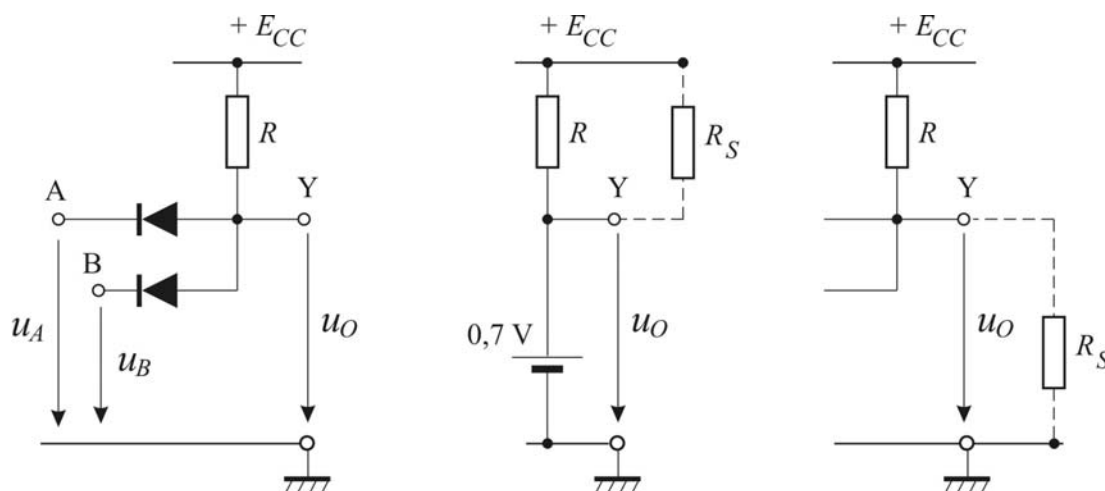 + E_CC
R
A
Y
B
u_A
u_B
u_O
+ E_CC
R
R_S
Y
0,7 V
u_O
+ E_CC
R
Y
u_O
R_S